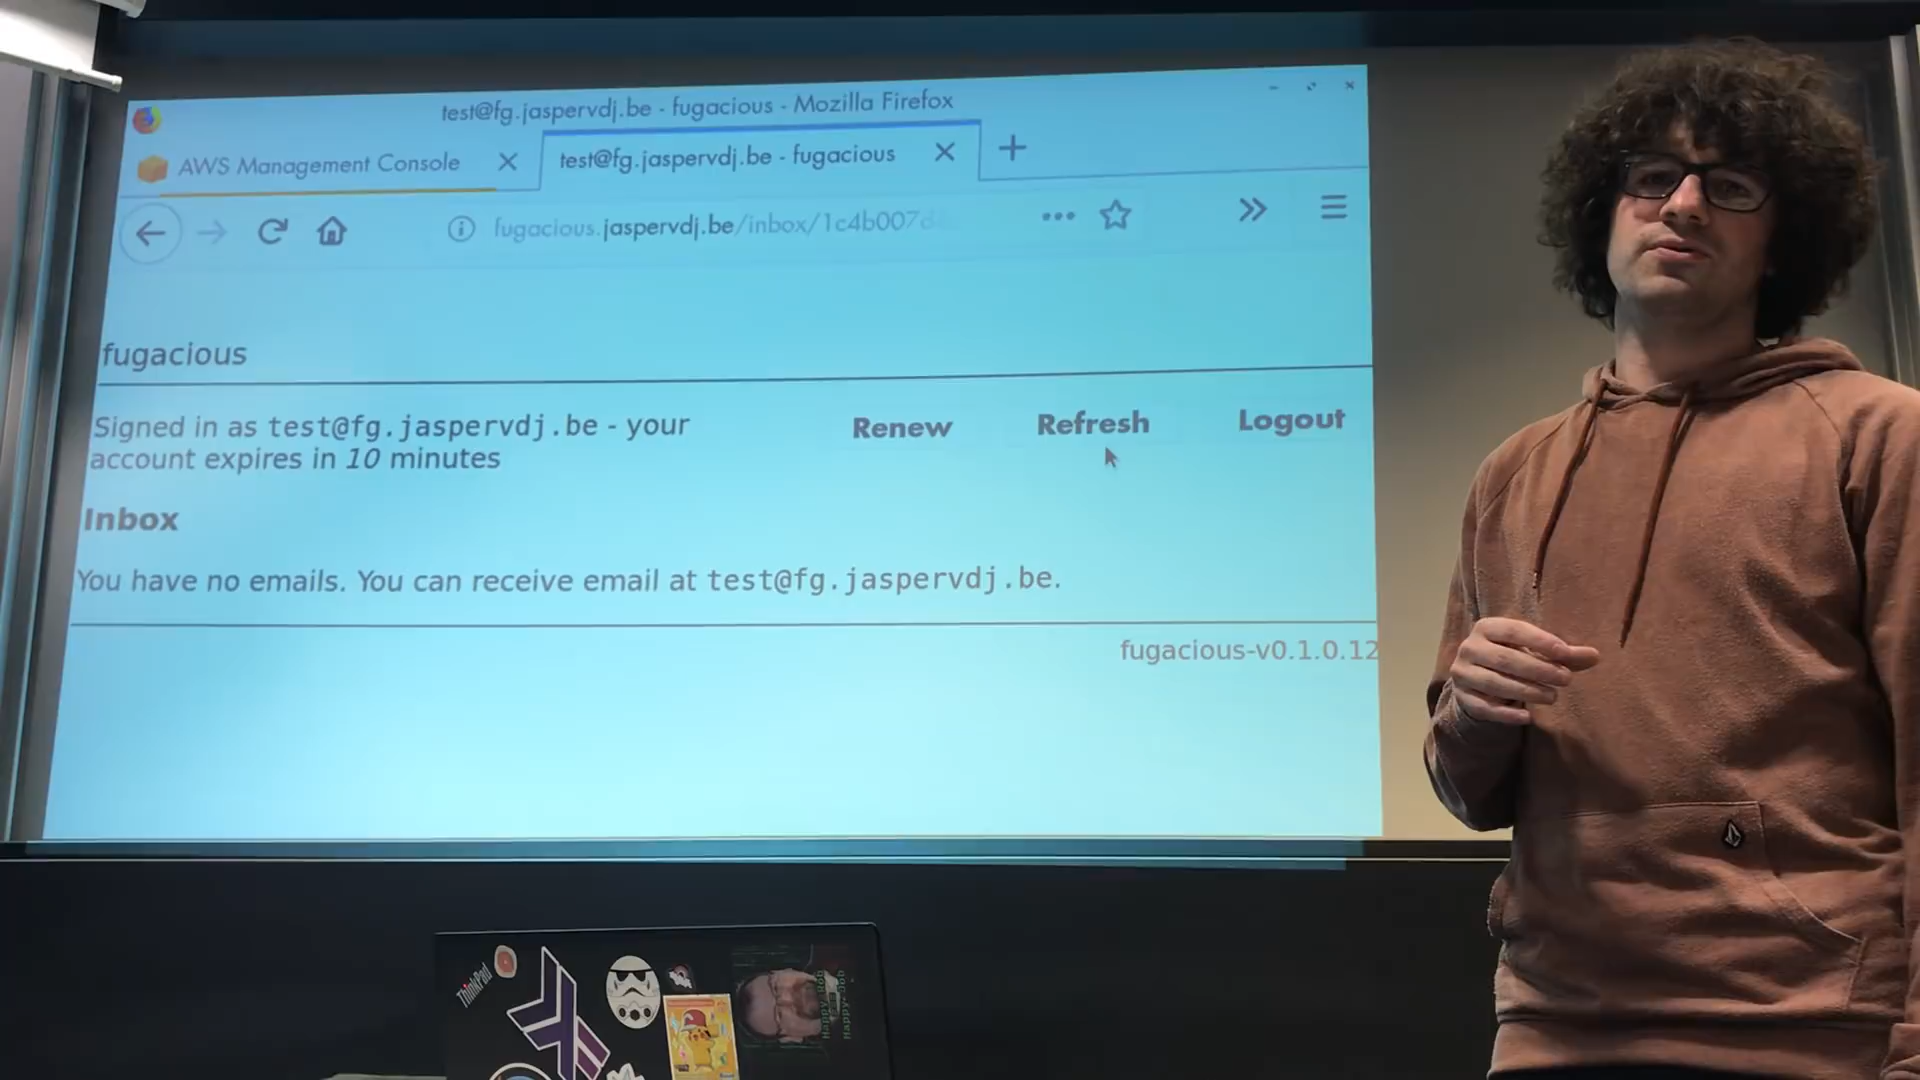 test@fg.jaspervdj.be - fugacious - Mozilla Firefox
AWS Management Console
test@fg.jaspervdj.be - fugacious
fugacious.jaspervdj.be/inbox/1c4b007d
fugacious
Signed in as test@fg.jaspervdj.be - your
account expires in 10 minutes
Renew
Refresh
Logout
Inbox
You have no emails. You can receive email at test@fg.jaspervdj.be.
fugacious-v0.1.0.12
ThinkPad